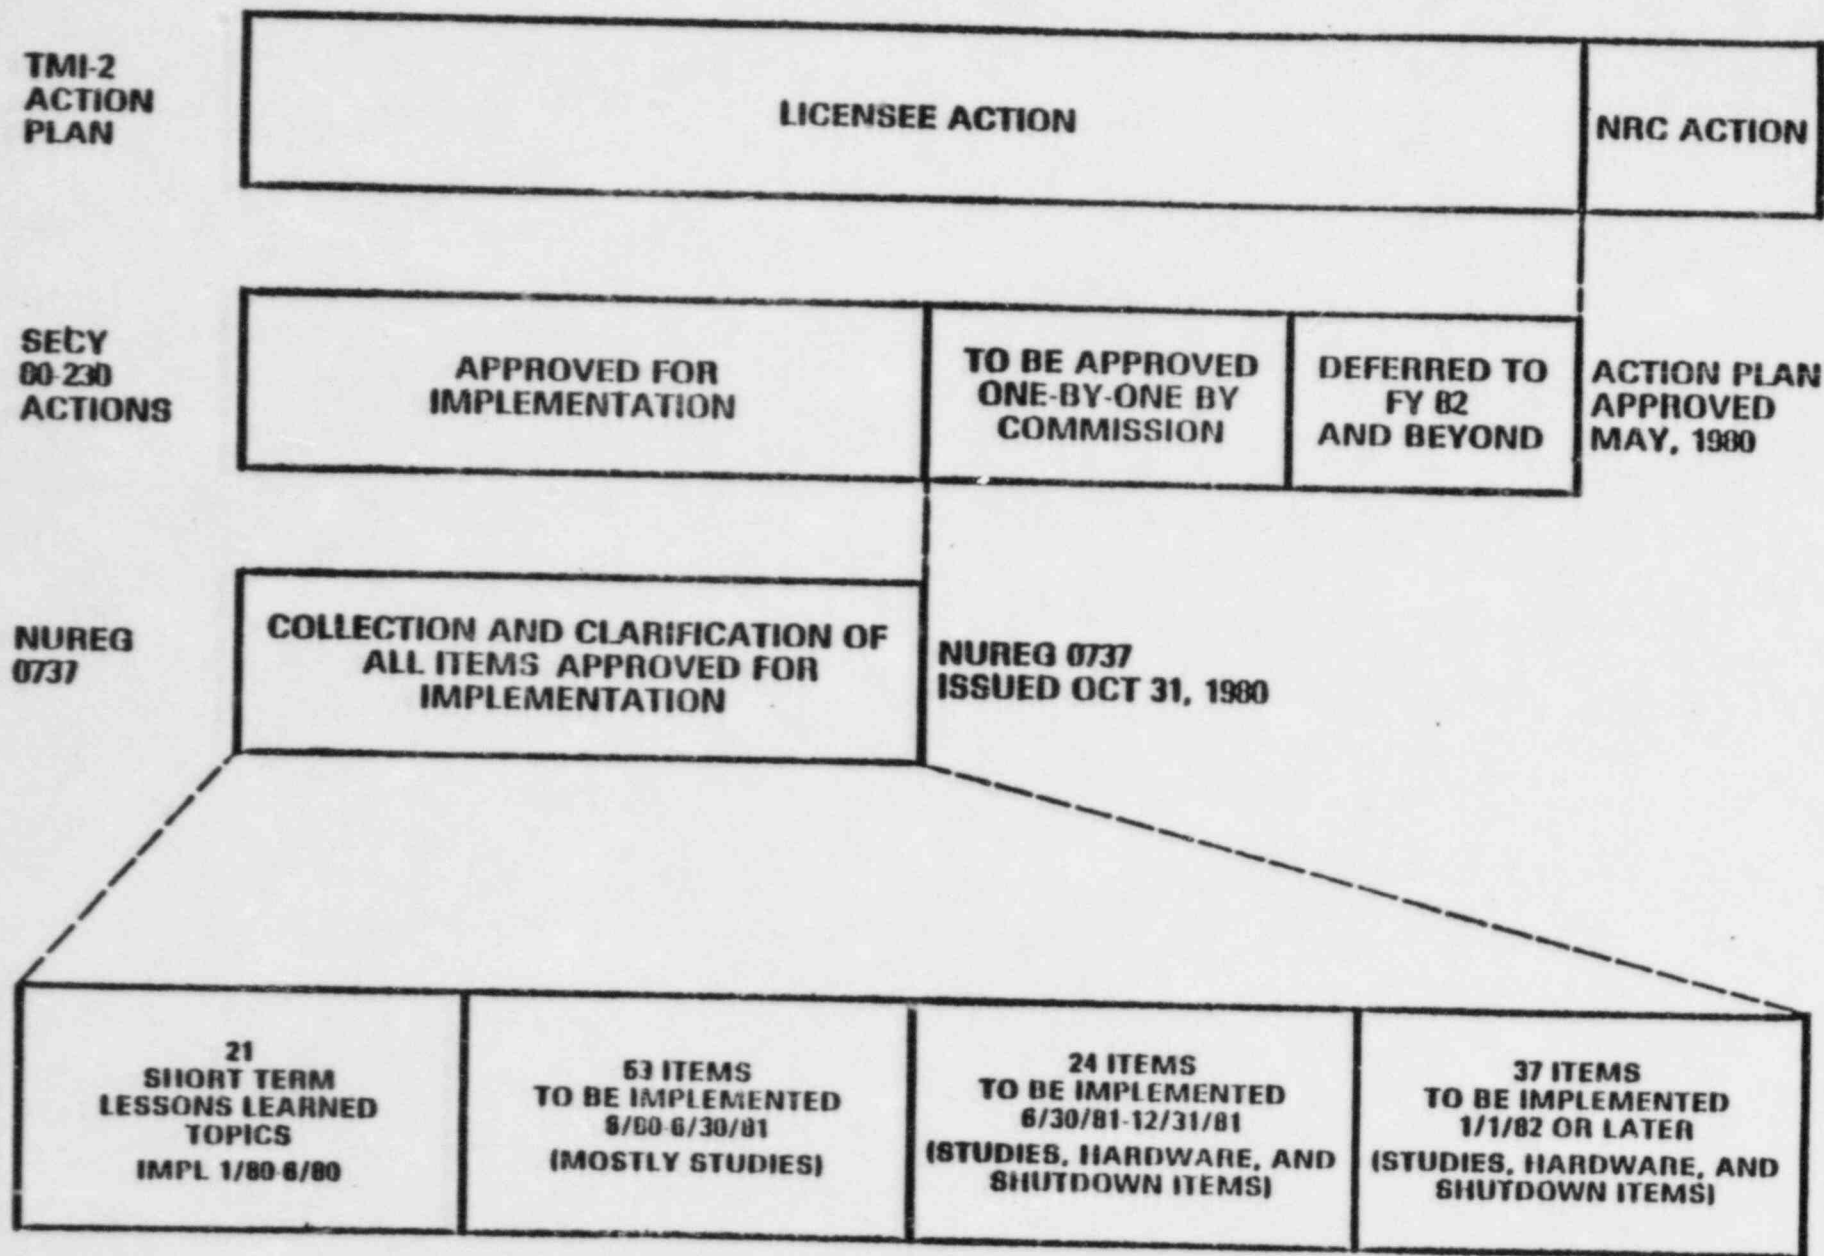 TMI-2
ACTION
PLAN
LICENSEE ACTION
NRC ACTION
SECY
80-230
ACTIONS
APPROVED FOR
IMPLEMENTATION
TO BE APPROVED
ONE-BY-ONE BY
COMMISSION
DEFERRED TO
FY 82
AND BEYOND
ACTION PLAN
APPROVED
MAY, 1980
NUREG
0737
COLLECTION AND CLARIFICATION OF
ALL ITEMS APPROVED FOR
IMPLEMENTATION
NUREG 0737
ISSUED OCT 31, 1980
21
SHORT TERM
LESSONS LEARNED
TOPICS
IMPL 1/80-6/80
53 ITEMS
TO BE IMPLEMENTED
6/80-6/30/81
(MOSTLY STUDIES)
24 ITEMS
TO BE IMPLEMENTED
6/30/81-12/31/81
(STUDIES, HARDWARE, AND
SHUTDOWN ITEMS)
37 ITEMS
TO BE IMPLEMENTED
1/1/82 OR LATER
(STUDIES, HARDWARE, AND
SHUTDOWN ITEMS)